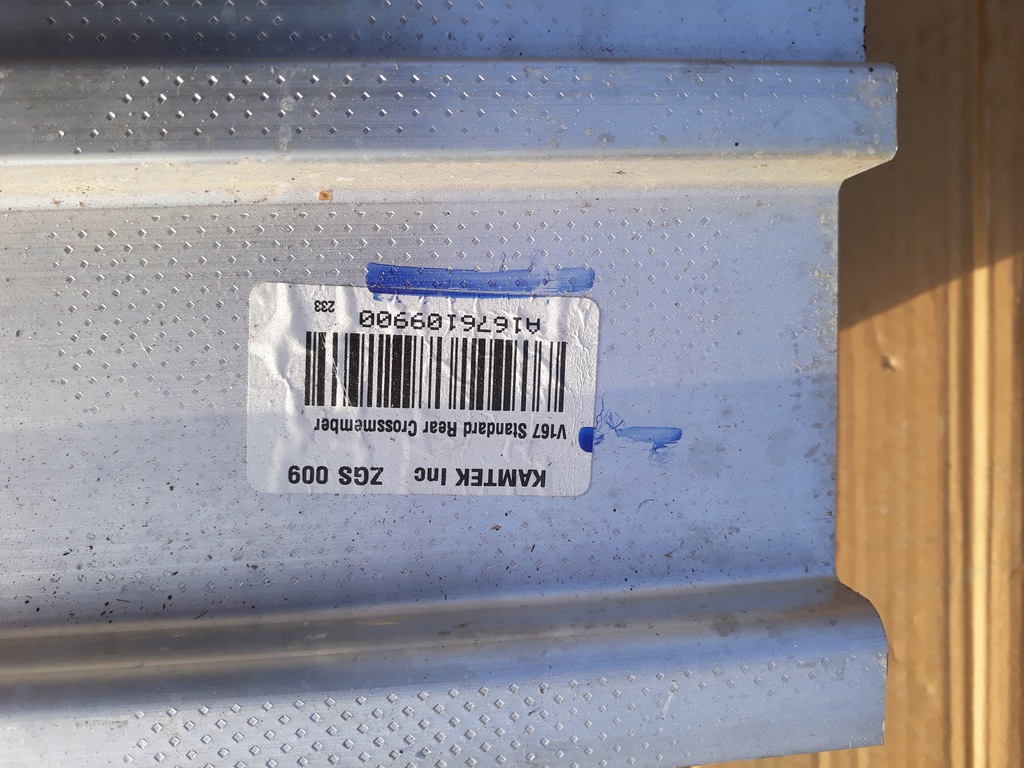 KAMTEK Inc ZGS 009
V167 Standard Rear Crossmember
A1676109900
233